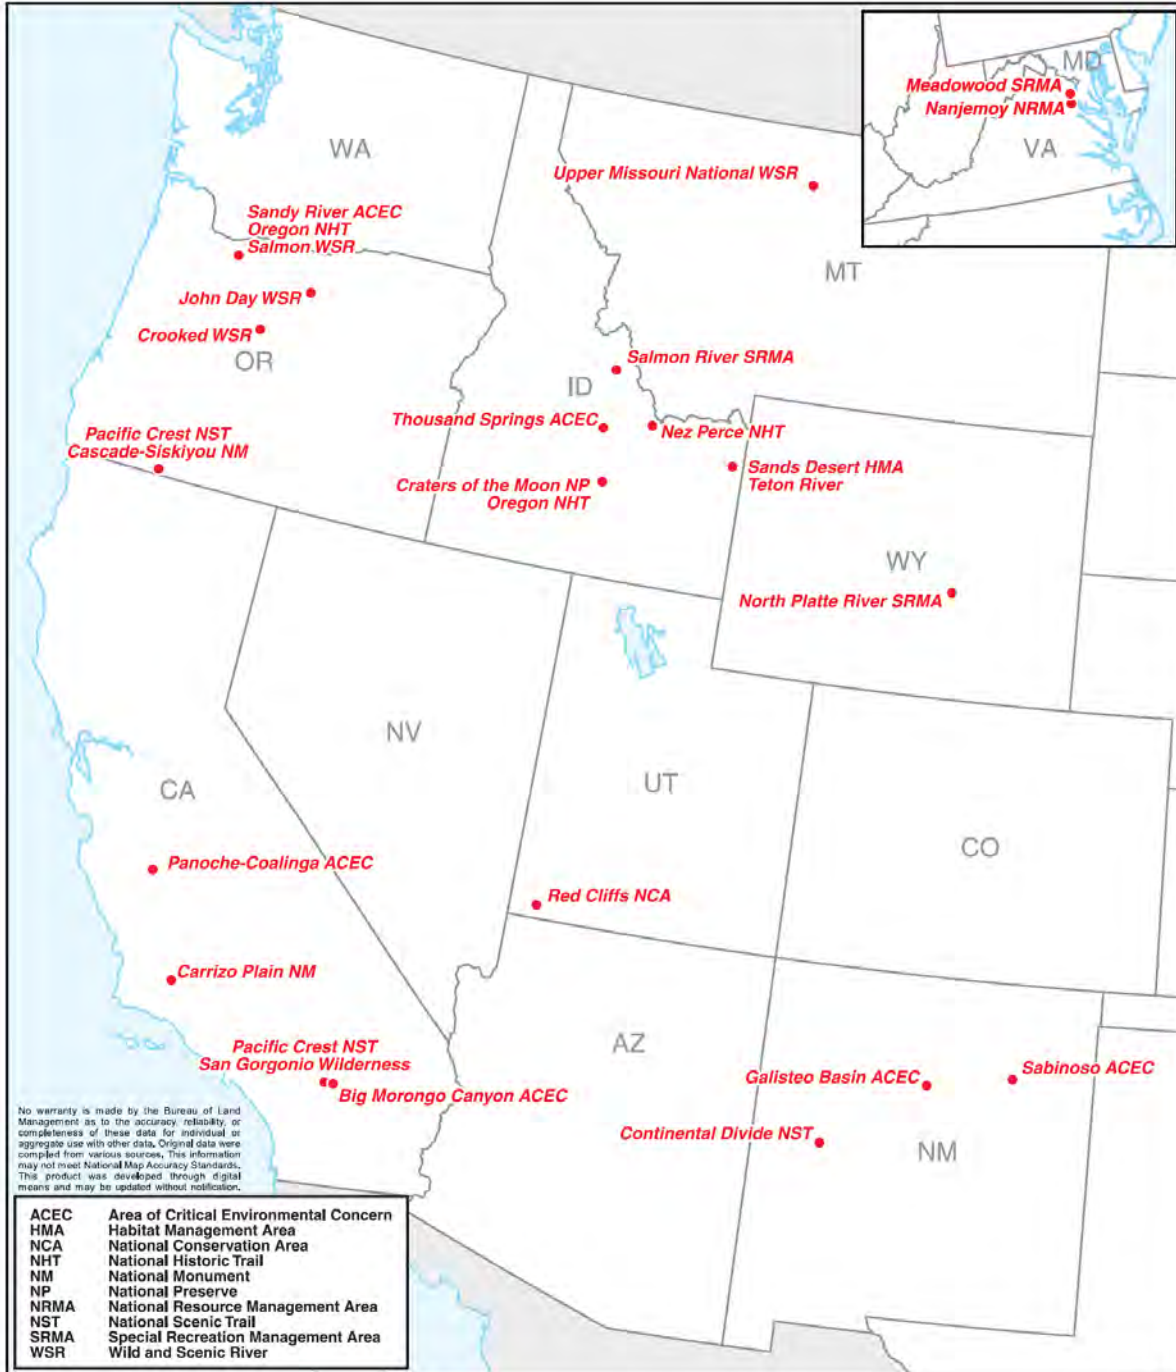 MD
Meadowood SRMA
Nanjemoy NRMA
VA
WA
Upper Missouri National WSR
Sandy River ACEC
Oregon NHT
Salmon WSR
MT
John Day WSR
Crooked WSR
OR
Salmon River SRMA
ID
Thousand Springs ACEC
Nez Perce NHT
Pacific Crest NST
Cascade-Siskiyou NM
Sands Desert HMA
Teton River
Craters of the Moon NP
Oregon NHT
WY
North Platte River SRMA
NV
UT
CA
CO
Panoche-Coalinga ACEC
Red Cliffs NCA
Carrizo Plain NM
AZ
Pacific Crest NST
San Gorgonio Wilderness
Big Morongo Canyon ACEC
Galisteo Basin ACEC
Sabinoso ACEC
Continental Divide NST
NM
No warranty is made by the Bureau of Land
Management as to the accuracy, reliability, or
completeness of these data for individual or
aggregate use with other data. Original data were
compiled from various sources. This information
may not meet National Map Accuracy Standards.
This product was developed through digital
means and may be updated without notification.
ACEC Area of Critical Environmental Concern
HMA Habitat Management Area
NCA National Conservation Area
NHT National Historic Trail
NM National Monument
NP National Preserve
NRMA National Resource Management Area
NST National Scenic Trail
SRMA Special Recreation Management Area
WSR Wild and Scenic River